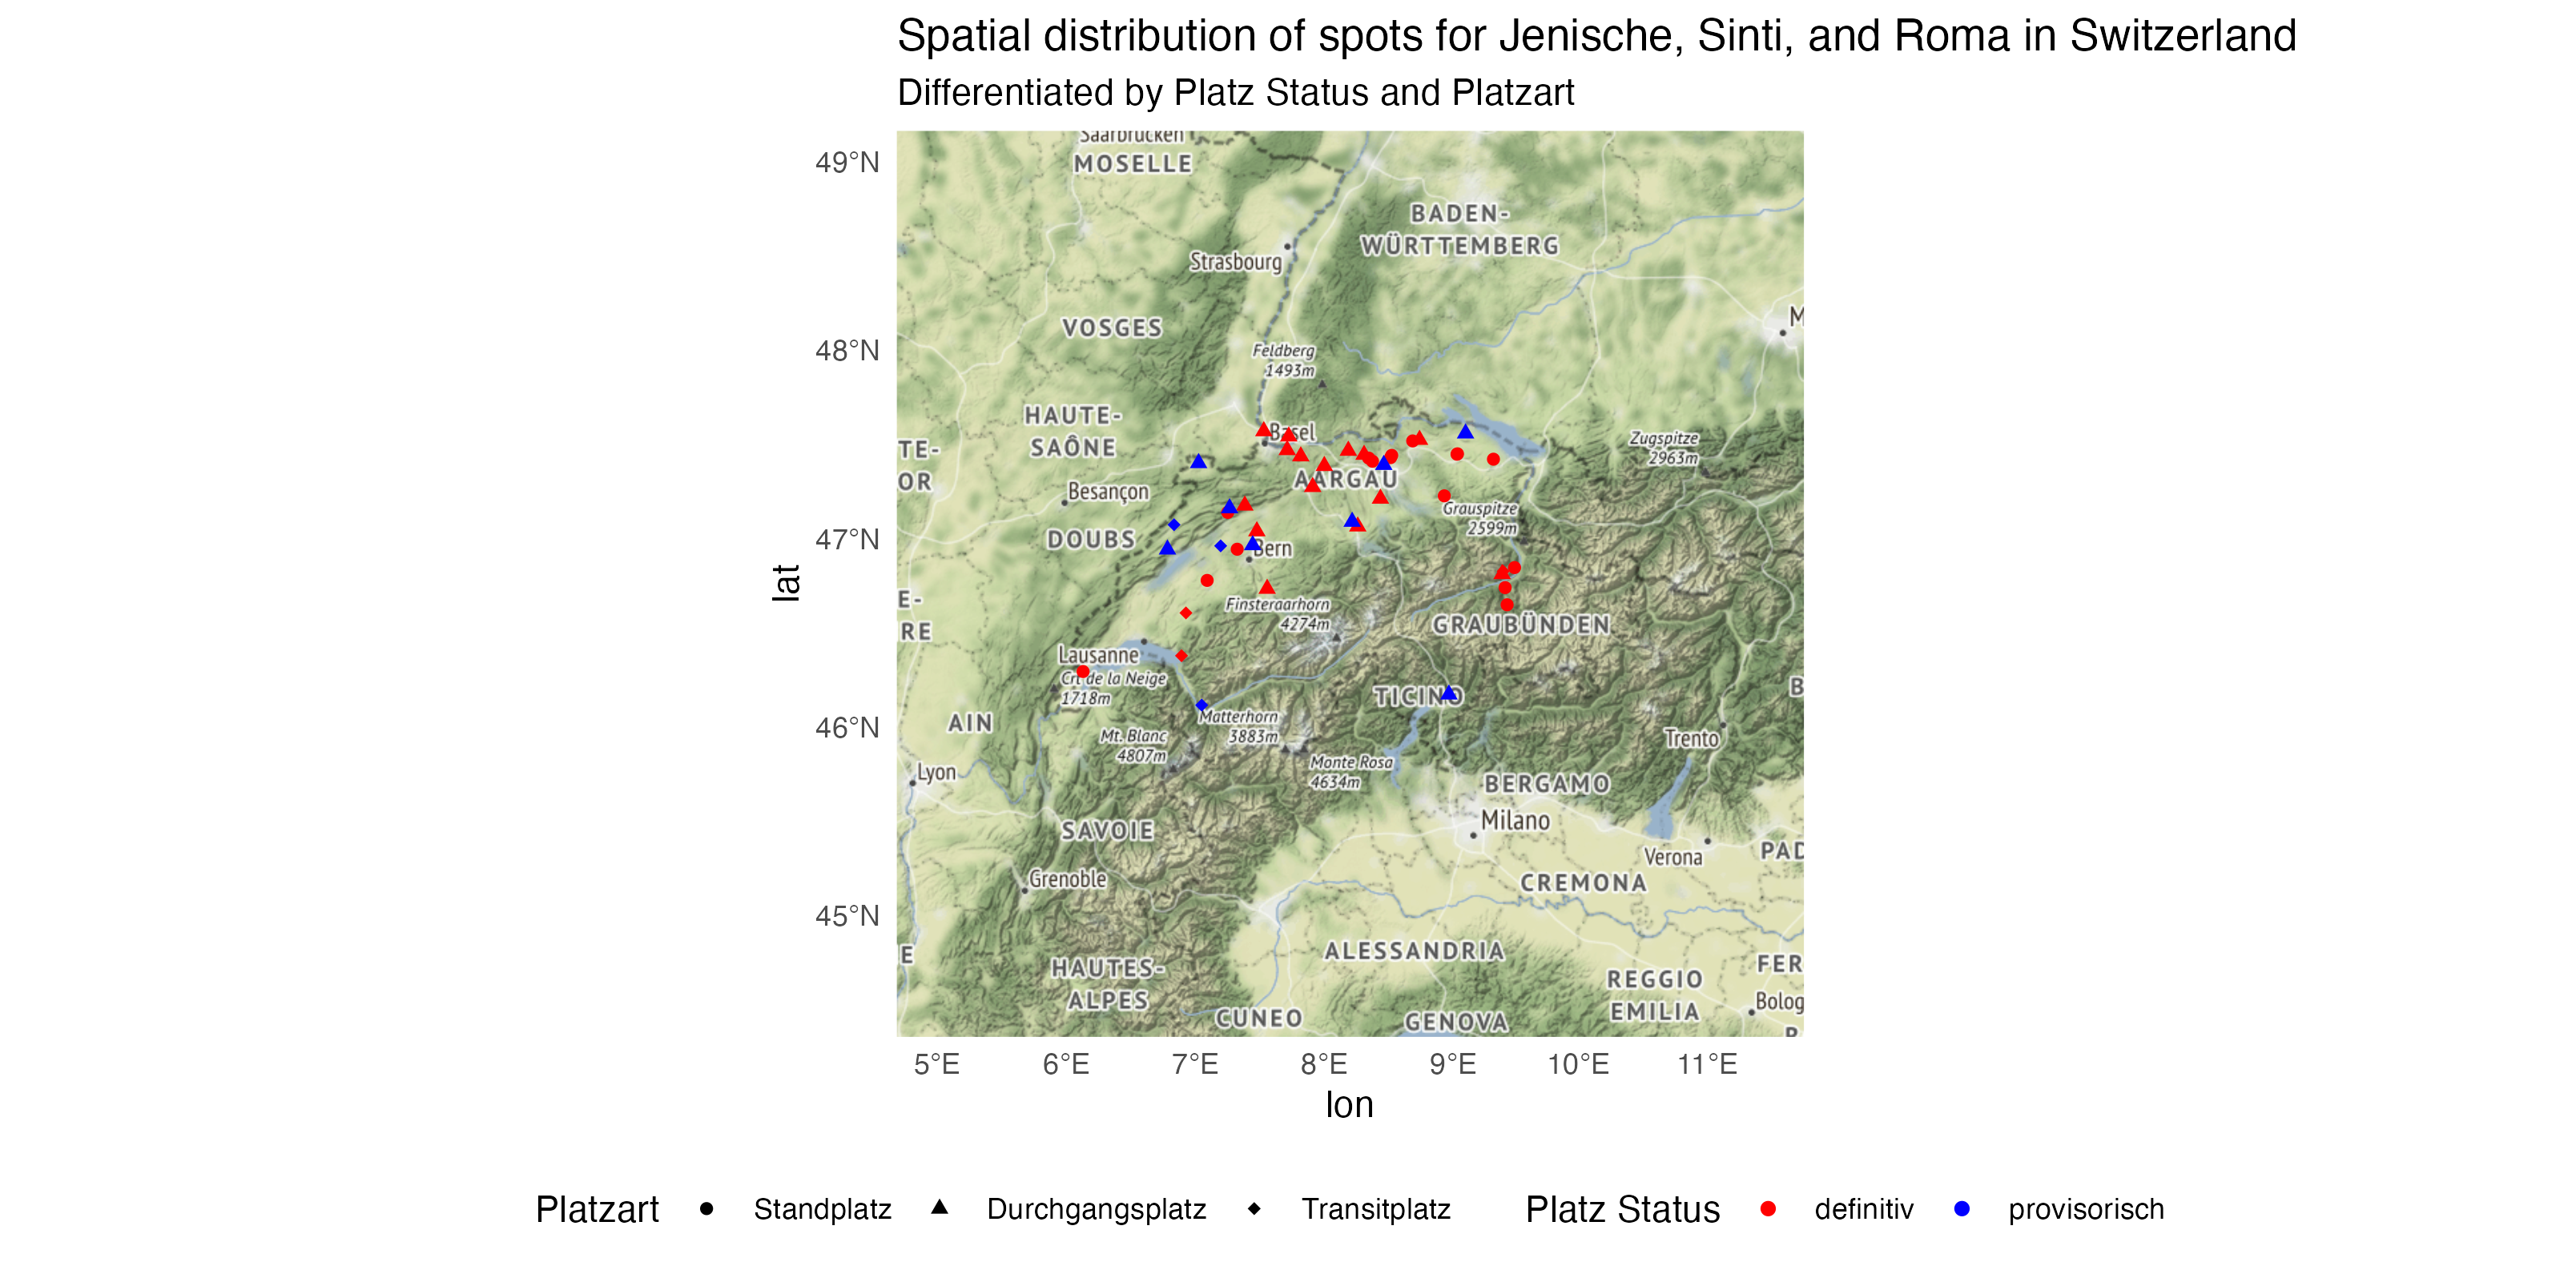 Spatial distribution of spots for Jenische, Sinti, and Roma in Switzerland
Differentiated by Platz Status and Platzart
Saarbrücken
49°N
MOSELLE
BADEN-
WÜRTTEMBERG
Strasbourg
M
VOSGES
48°N
Feldberg
1493m
HAUTE-
SAÔNE
Basel
Zugspitze
2963m
TE-
OR
AARGAU
Besançon
Grauspitze
2599m
47°N
DOUBS
Bern
lat
E-
RE
Finsteraarhorn
4274m
GRAUBÜNDEN
Lausanne
Crt de la Neige
1718m
TICINO
B
46°N
AIN
Matterhorn
3883m
Mt. Blanc
4807m
Trento
Monte Rosa
4634m
Lyon
BERGAMO
Milano
SAVOIE
Verona
PAD
Grenoble
CREMONA
45°N
E
ALESSANDRIA
HAUTES-
ALPES
FER
REGGIO
EMILIA
Bolog
CUNEO
GENOVA
5°E 6°E 7°E 8°E 9°E 10°E 11°E
lon
Platzart Standplatz Durchgangsplatz Transitplatz Platz Status definitiv provisorisch